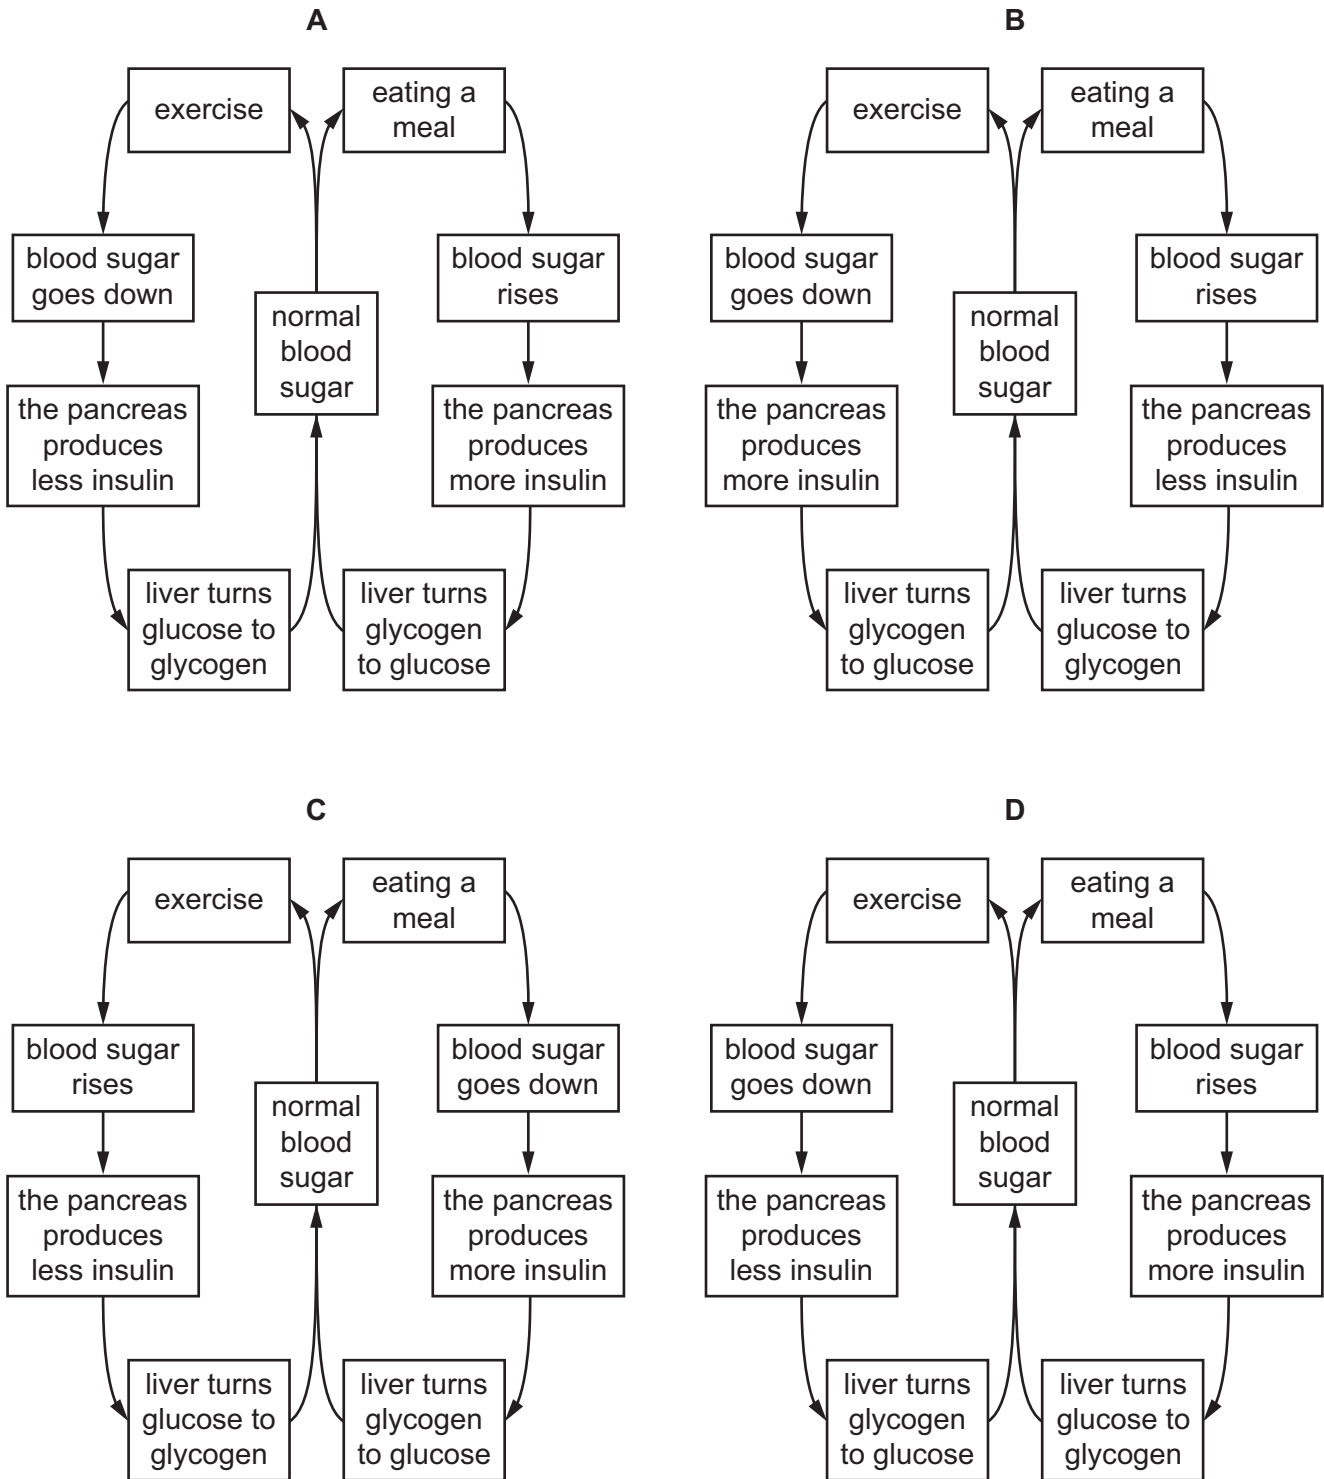 A
exercise
eating a
meal
blood sugar
goes down
blood sugar
rises
normal
blood
sugar
the pancreas
produces
less insulin
the pancreas
produces
more insulin
liver turns
glucose to
glycogen
liver turns
glycogen
to glucose
B
exercise
eating a
meal
blood sugar
goes down
blood sugar
rises
normal
blood
sugar
the pancreas
produces
more insulin
the pancreas
produces
less insulin
liver turns
glycogen
to glucose
liver turns
glucose to
glycogen
C
exercise
eating a
meal
blood sugar
rises
blood sugar
goes down
normal
blood
sugar
the pancreas
produces
less insulin
the pancreas
produces
more insulin
liver turns
glucose to
glycogen
liver turns
glycogen
to glucose
D
exercise
eating a
meal
blood sugar
goes down
blood sugar
rises
normal
blood
sugar
the pancreas
produces
less insulin
the pancreas
produces
more insulin
liver turns
glycogen
to glucose
liver turns
glucose to
glycogen